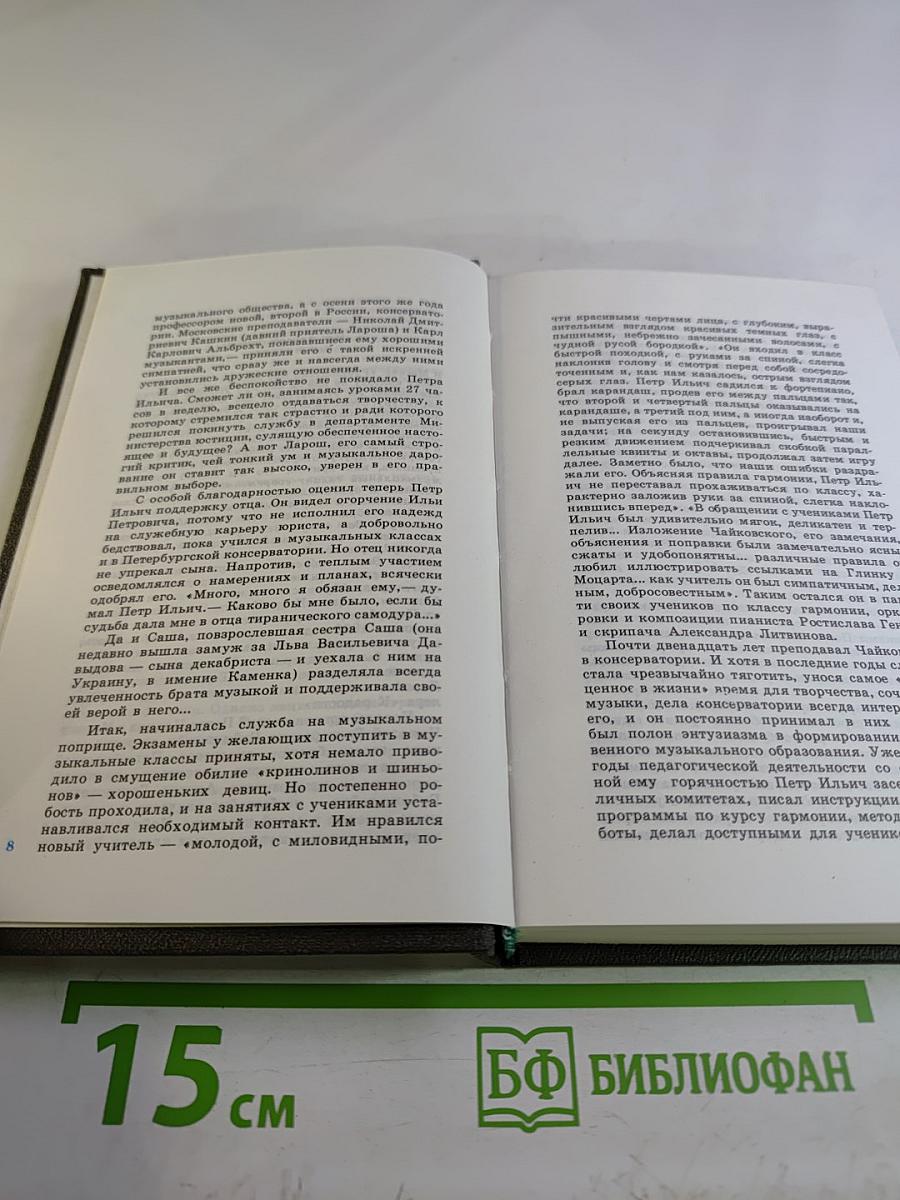 музыкального общества, а с осени этого же года
профессором новой, второй в России, консервато-
рии. Московские преподаватели — Николай Дмит-
риевич Кашкин (давний приятель Лароша) и Карл
Карлович Альбрехт, показавшиеся ему хорошими
музыкантами,— приняли его с такой искренней
симпатией, что сразу же и навсегда между ними
установились дружеские отношения.
И все же беспокойство не покидало Петра
Ильича. Сможет ли он, занимаясь уроками 27 ча-
сов в неделю, всецело отдаваться творчеству, к
которому стремился так страстно и ради которого
решился покинуть службу в департаменте Ми-
нистерства юстиции, сулящую обеспеченное насто-
ящее и будущее? А вот Ларош, его самый стро-
гий критик, чей тонкий ум и музыкальное даро-
вание он ставит так высоко, уверен в его пра-
вильном выборе.
С особой благодарностью оценил теперь Петр
Ильич поддержку отца. Он видел огорчение Ильи
Петровича, потому что не исполнил его надежд
на служебную карьеру юриста, а добровольно
бедствовал, пока учился в музыкальных классах
и в Петербургской консерватории. Но отец никогда
не упрекал сына. Напротив, с теплым участием
осведомлялся о намерениях и планах, всячески
одобрял его. «Много, много я обязан ему,— ду-
мал Петр Ильич.— Каково бы мне было, если бы
судьба дала мне в отца тиранического самодура...»
Да и Саша, повзрослевшая сестра Саша (она
недавно вышла замуж за Льва Васильевича Да-
выдова — сына декабриста — и уехала с ним на
Украину, в имение Каменка) разделяла всегда
увлеченность брата музыкой и поддерживала сво-
ей верой в него...
Итак, начиналась служба на музыкальном
поприще. Экзамены у желающих поступить в му-
зыкальные классы приняты, хотя немало приво-
дило в смущение обилие «кринолинов и шиньо-
нов» — хорошеньких девиц. Но постепенно ро-
бость проходила, и на занятиях с учениками уста-
навливался необходимый контакт. Им нравился
новый учитель — «молодой, с миловидными, по-
8
чти красивыми чертами лица, с глубоким, выра-
зительным взглядом красивых темных глаз, с
пышными, небрежно зачесанными волосами, с
чудной русой бородкой». «Он входил в класс
быстрой походкой, с руками за спиной, слегка
наклонив голову и смотря перед собой сосредо-
точенным и, как нам казалось, острым взглядом
серых глаз. Петр Ильич садился к фортепиано,
брал карандаш, продев его между пальцами так,
что второй и четвертый пальцы оказывались на
карандаше, а третий под ним, а иногда наоборот и,
не выпуская его из пальцев, проигрывал наши
задачи; на секунду остановившись, быстрым и
резким движением подчеркивал скобкой парал-
лельные квинты и октавы, продолжал затем игру
далее. Заметно было, что наши ошибки раздра-
жали его. Объясняя правила гармонии, Петр Иль-
ич не переставал прохаживаться по классу, ха-
рактерно заложив руки за спиной, слегка накло-
нившись вперед». «В обращении с учениками Петр
Ильич был удивительно мягок, деликатен и тер-
пелив... Изложение Чайковского, его замечания,
объяснения и поправки были замечательно ясны,
сжаты и удобопонятны... различные правила о
любил иллюстрировать ссылками на Глинку
Моцарта... как учитель он был симпатичным, дел
ным, добросовестным». Таким остался он в пам
ти своих учеников по классу гармонии, орк
ровки и композиции пианиста Ростислава Ген
и скрипача Александра Литвинова.
Почти двенадцать лет преподавал Чайков
в консерватории. И хотя в последние годы сл
стала чрезвычайно тяготить, унося самое «
ценное в жизни» время для творчества, соч
музыки, дела консерватории всегда интер
его, и он постоянно принимал в них
был полон энтузиазма в формировании
венного музыкального образования. Уже
годы педагогической деятельности со
ной ему горячностью Петр Ильич засе
личных комитетах, писал инструкции
программы по курсу гармонии, метод
боты, делал доступными для ученик
15 см
БФ БИБЛИОФАН